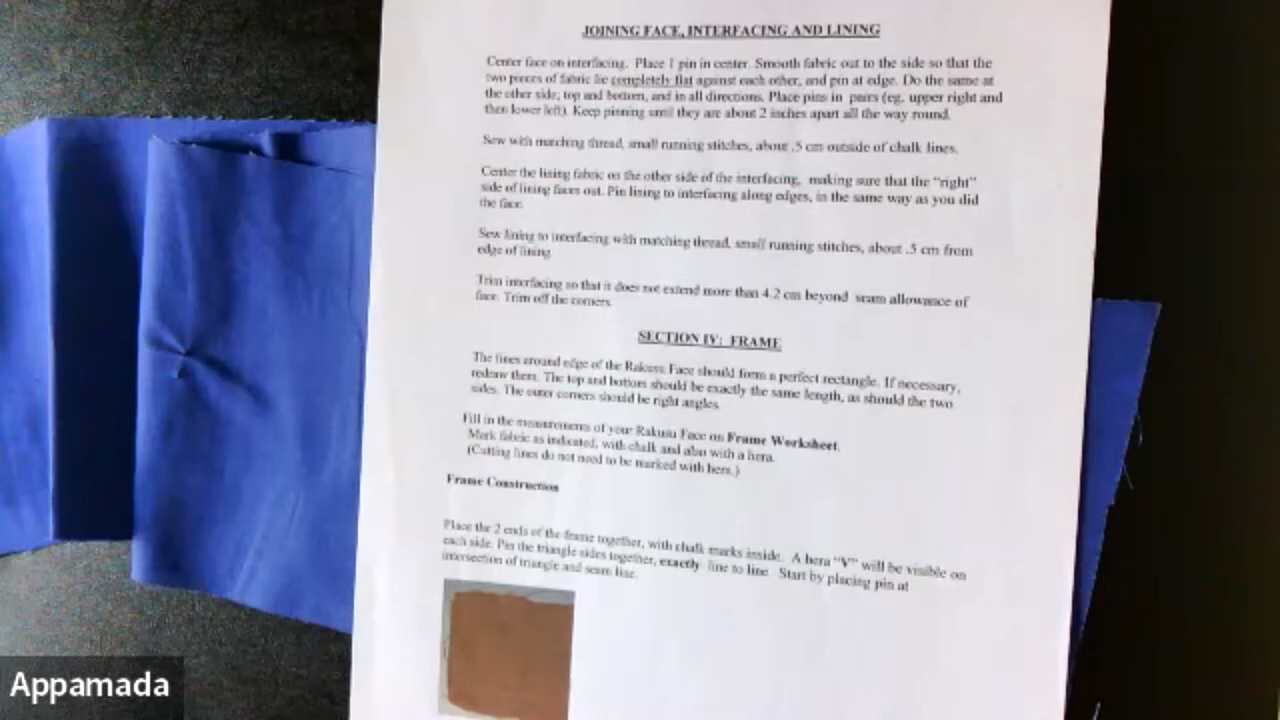 JOINING FACE, INTERFACING AND LINING
Center face on interfacing. Place 1 pin in center. Smooth fabric out to the side so that the
two pieces of fabric lie completely flat against each other, and pin at edge. Do the same at
the other side, top and bottom, and in all directions. Place pins in pairs (eg. upper right and
then lower left). Keep pinning until they are about 2 inches apart all the way round.
Sew with matching thread, small running stitches, about .5 cm outside of chalk lines.
Center the lining fabric on the other side of the interfacing, making sure that the "right"
side of lining faces out. Pin lining to interfacing along edges, in the same way as you did
the face.
Sew lining to interfacing with matching thread, small running stitches, about .5 cm from
edge of lining
Trim interfacing so that it does not extend more than 4.2 cm beyond seam allowance of
face. Trim off the corners.
SECTION IV: FRAME
The lines around edge of the Rakusu Face should form a perfect rectangle. If necessary,
redraw them. The top and bottom should be exactly the same length, as should the two
sides. The outer corners should be right angles.
Fill in the measurements of your Rakusu Face on Frame Worksheet.
Mark fabric as indicated, with chalk and also with a hera.
(Cutting lines do not need to be marked with hera.)
Frame Construction
Place the 2 ends of the frame together, with chalk marks inside. A hera "V" will be visible on
each side. Pin the triangle sides together, exactly line to line. Start by placing pin at
intersection of triangle and seam line.
Appamada